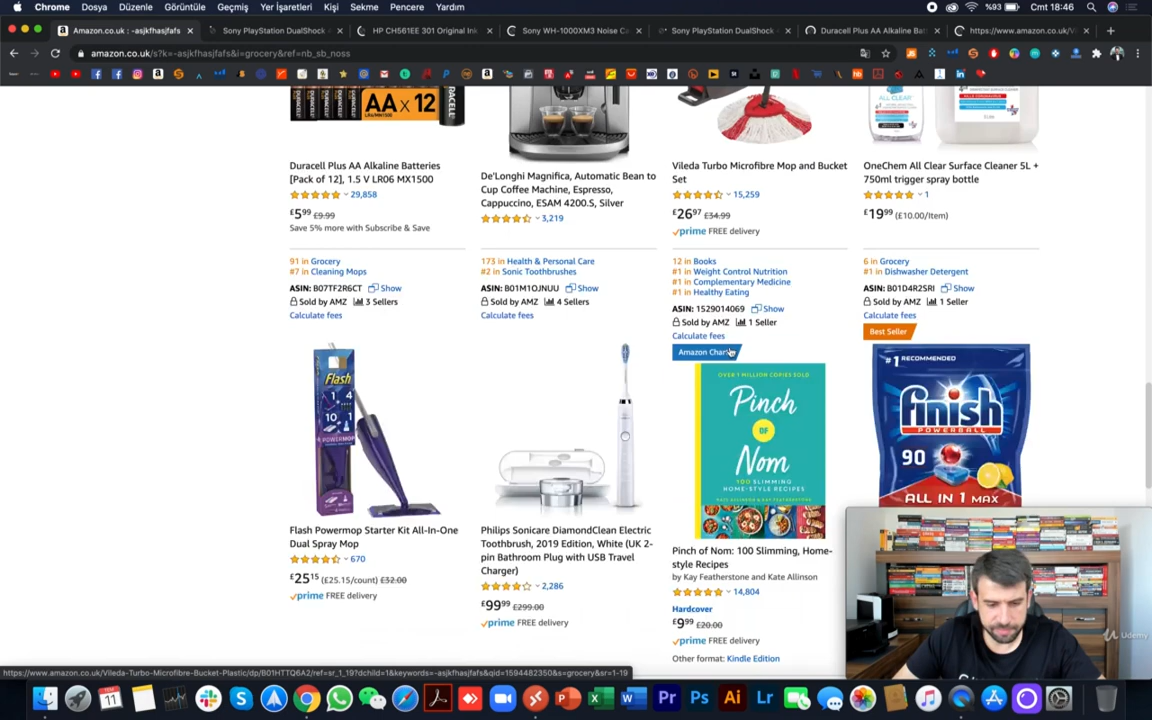 Chrome Dosya Düzenle Görüntüle Geçmiş Yer İşaretleri Kişi Sekme Pencere Yardım
%93 Cmt 18:46
Amazon.co.uk : -asjkfhasjfafs
Sony PlayStation DualShock
HP CH561EE 301 Original Ink
Sony WH-1000XM3 Noise Ca
Sony PlayStation DualShock
Duracell Plus AA Alkaline Bat
https://www.amazon.co.uk/V
amazon.co.uk/s?k=-asjkfhasjfafs&i=grocery&ref=nb_sb_noss
AA x 12
DURACELL
ALL CLEAR
Duracell Plus AA Alkaline Batteries
[Pack of 12], 1.5 V LR06 MX1500
29,858
£5.99 £9.99
Save 5% more with Subscribe & Save
De'Longhi Magnifica, Automatic Bean to
Cup Coffee Machine, Espresso,
Cappuccino, ESAM 4200.S, Silver
3,219
Vileda Turbo Microfibre Mop and Bucket
Set
15,259
£26.97 £34.99
prime FREE delivery
OneChem All Clear Surface Cleaner 5L +
750ml trigger spray bottle
1
£19.99 (£10.00/Item)
91 in Grocery
#7 in Cleaning Mops
ASIN: B07TF2R6CT Show
Sold by AMZ 3 Sellers
Calculate fees
173 in Health & Personal Care
#2 in Sonic Toothbrushes
ASIN: B01M1OJNUU Show
Sold by AMZ 4 Sellers
Calculate fees
12 in Books
#1 in Weight Control Nutrition
#1 in Complementary Medicine
#1 in Healthy Eating
ASIN: 1529014069 Show
Sold by AMZ 1 Seller
Calculate fees
Amazon Char
6 in Grocery
#1 in Dishwasher Detergent
ASIN: B01D4R2SRI Show
Sold by AMZ 1 Seller
Calculate fees
Best Seller
Flash
1 4
10 1
POWERMOP
OVER 1 MILLION COPIES SOLD
Pinch
OF
Nom
100 SLIMMING
HOME-STYLE RECIPES
KATE ALLINSON & KAY FEATHERSTONE
#1 RECOMMENDED
finish
POWERBALL
90
ALL IN 1 MAX
Flash Powermop Starter Kit All-In-One
Dual Spray Mop
670
£25.15 (£25.15/count) £32.00
prime FREE delivery
Philips Sonicare DiamondClean Electric
Toothbrush, 2019 Edition, White (UK 2-
pin Bathroom Plug with USB Travel
Charger)
2,286
£99.99 £299.00
prime FREE delivery
Pinch of Nom: 100 Slimming, Home-
style Recipes
by Kay Featherstone and Kate Allinson
14,804
Hardcover
£9.99 £20.00
prime FREE delivery
Other format: Kindle Edition
Udemy
https://www.amazon.co.uk/Vileda-Turbo-Microfibre-Bucket-Plastic/dp/B01HTTQ6A2/ref=sr_1_19?dchild=1&keywords=-asjkfhasjfafs&qid=1594482350&s=grocery&sr=1-19